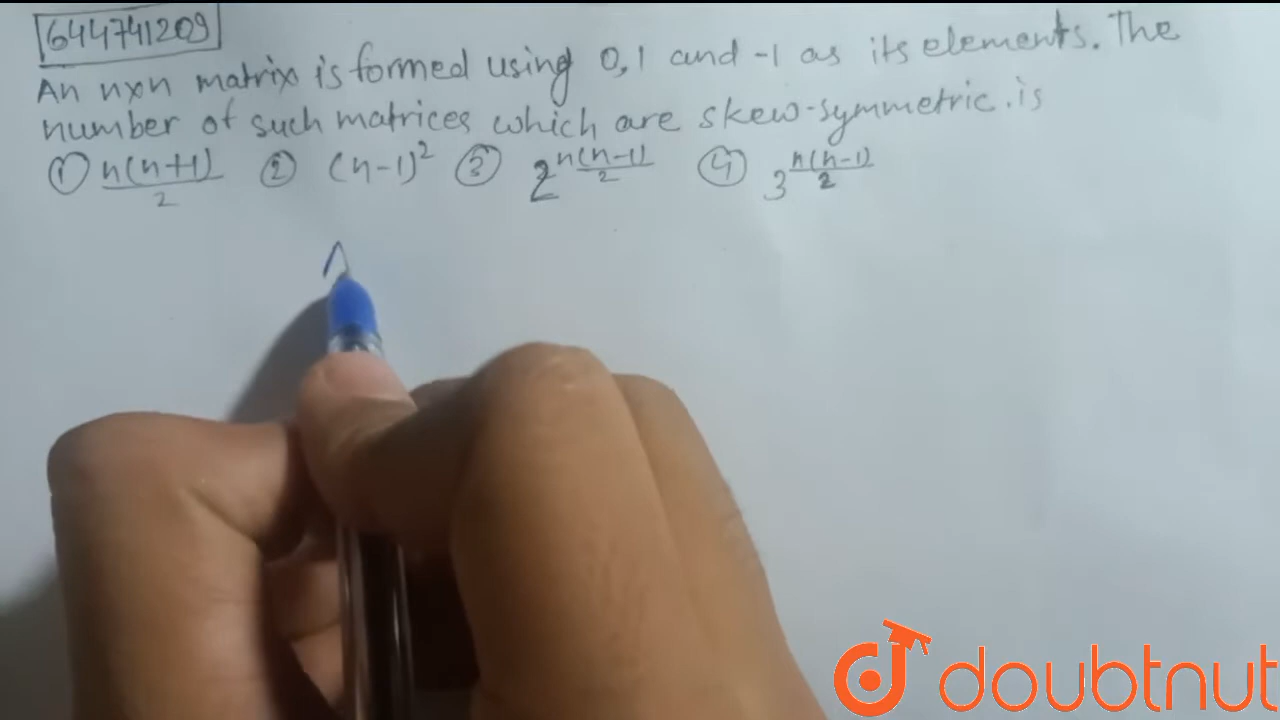 644741209
An nxn matrix is formed using 0,1 and -1 as its elements. The
number of such matrices which are skew-symmetric. is
① n(n+1)/2 ② (n-1)² ③ 2^(n(n-1)/2) ④ 3^(n(n-1)/2)
doubtnut